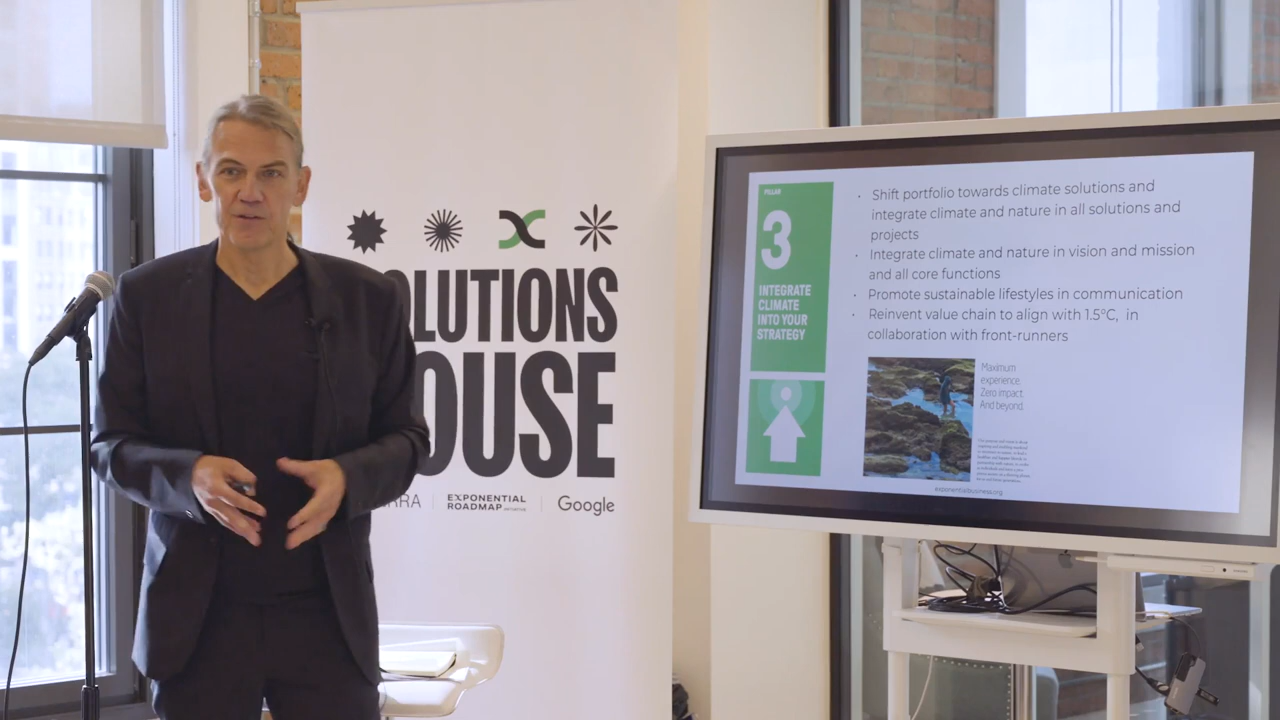 OLUTIONS
OUSE
RRA
EXPONENTIAL
ROADMAP INITIATIVE
Google
PILLAR
3
INTEGRATE
CLIMATE
INTO YOUR
STRATEGY
• Shift portfolio towards climate solutions and
integrate climate and nature in all solutions and
projects
• Integrate climate and nature in vision and mission
and all core functions
• Promote sustainable lifestyles in communication
• Reinvent value chain to align with 1.5°C, in
collaboration with front-runners
Maximum
experience.
Zero impact.
And beyond.
exponentialbusiness.org